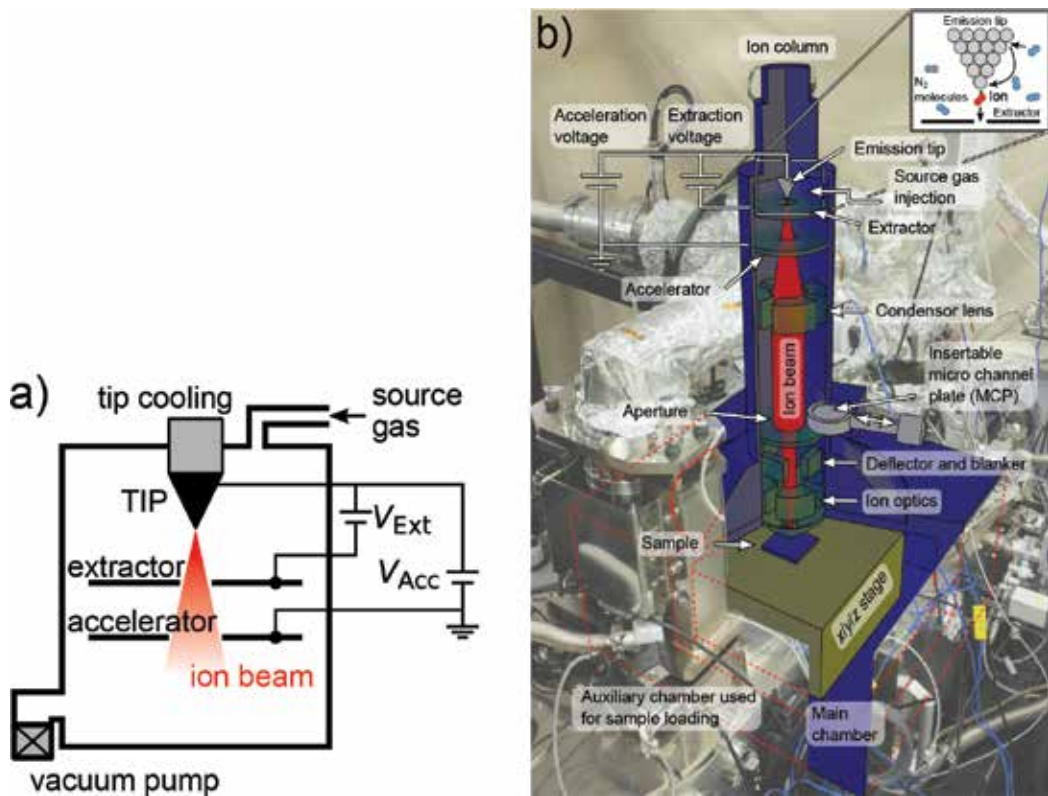 a)
tip cooling
source
gas
TIP
VExt
extractor
VAcc
accelerator
ion beam
vacuum pump
b)
Ion column
Emission tip
N2
molecules
Ion
Extractor
Acceleration
voltage
Extraction
voltage
Emission tip
Source gas
injection
Extractor
Accelerator
Condensor lens
Ion beam
Insertable
micro channel
plate (MCP)
Aperture
Deflector and blanker
Ion optics
Sample
x/y/z stage
Auxiliary chamber used
for sample loading
Main
chamber